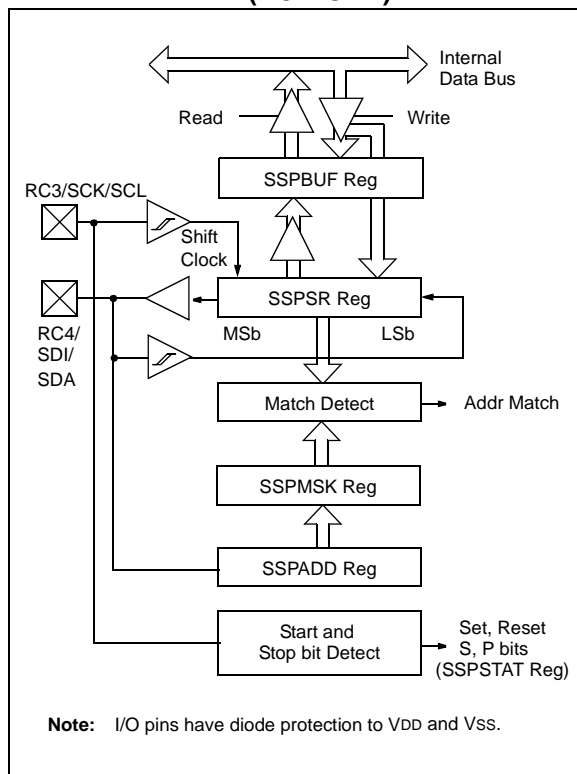 Internal
Data Bus
Read
Write
SSPBUF Reg
RC3/SCK/SCL
Shift
Clock
SSPSR Reg
MSb
LSb
RC4/
SDI/
SDA
Match Detect
Addr Match
SSPMSK Reg
SSPADD Reg
Start and
Stop bit Detect
Set, Reset
S, P bits
(SSPSTAT Reg)
Note: I/O pins have diode protection to VDD and VSS.